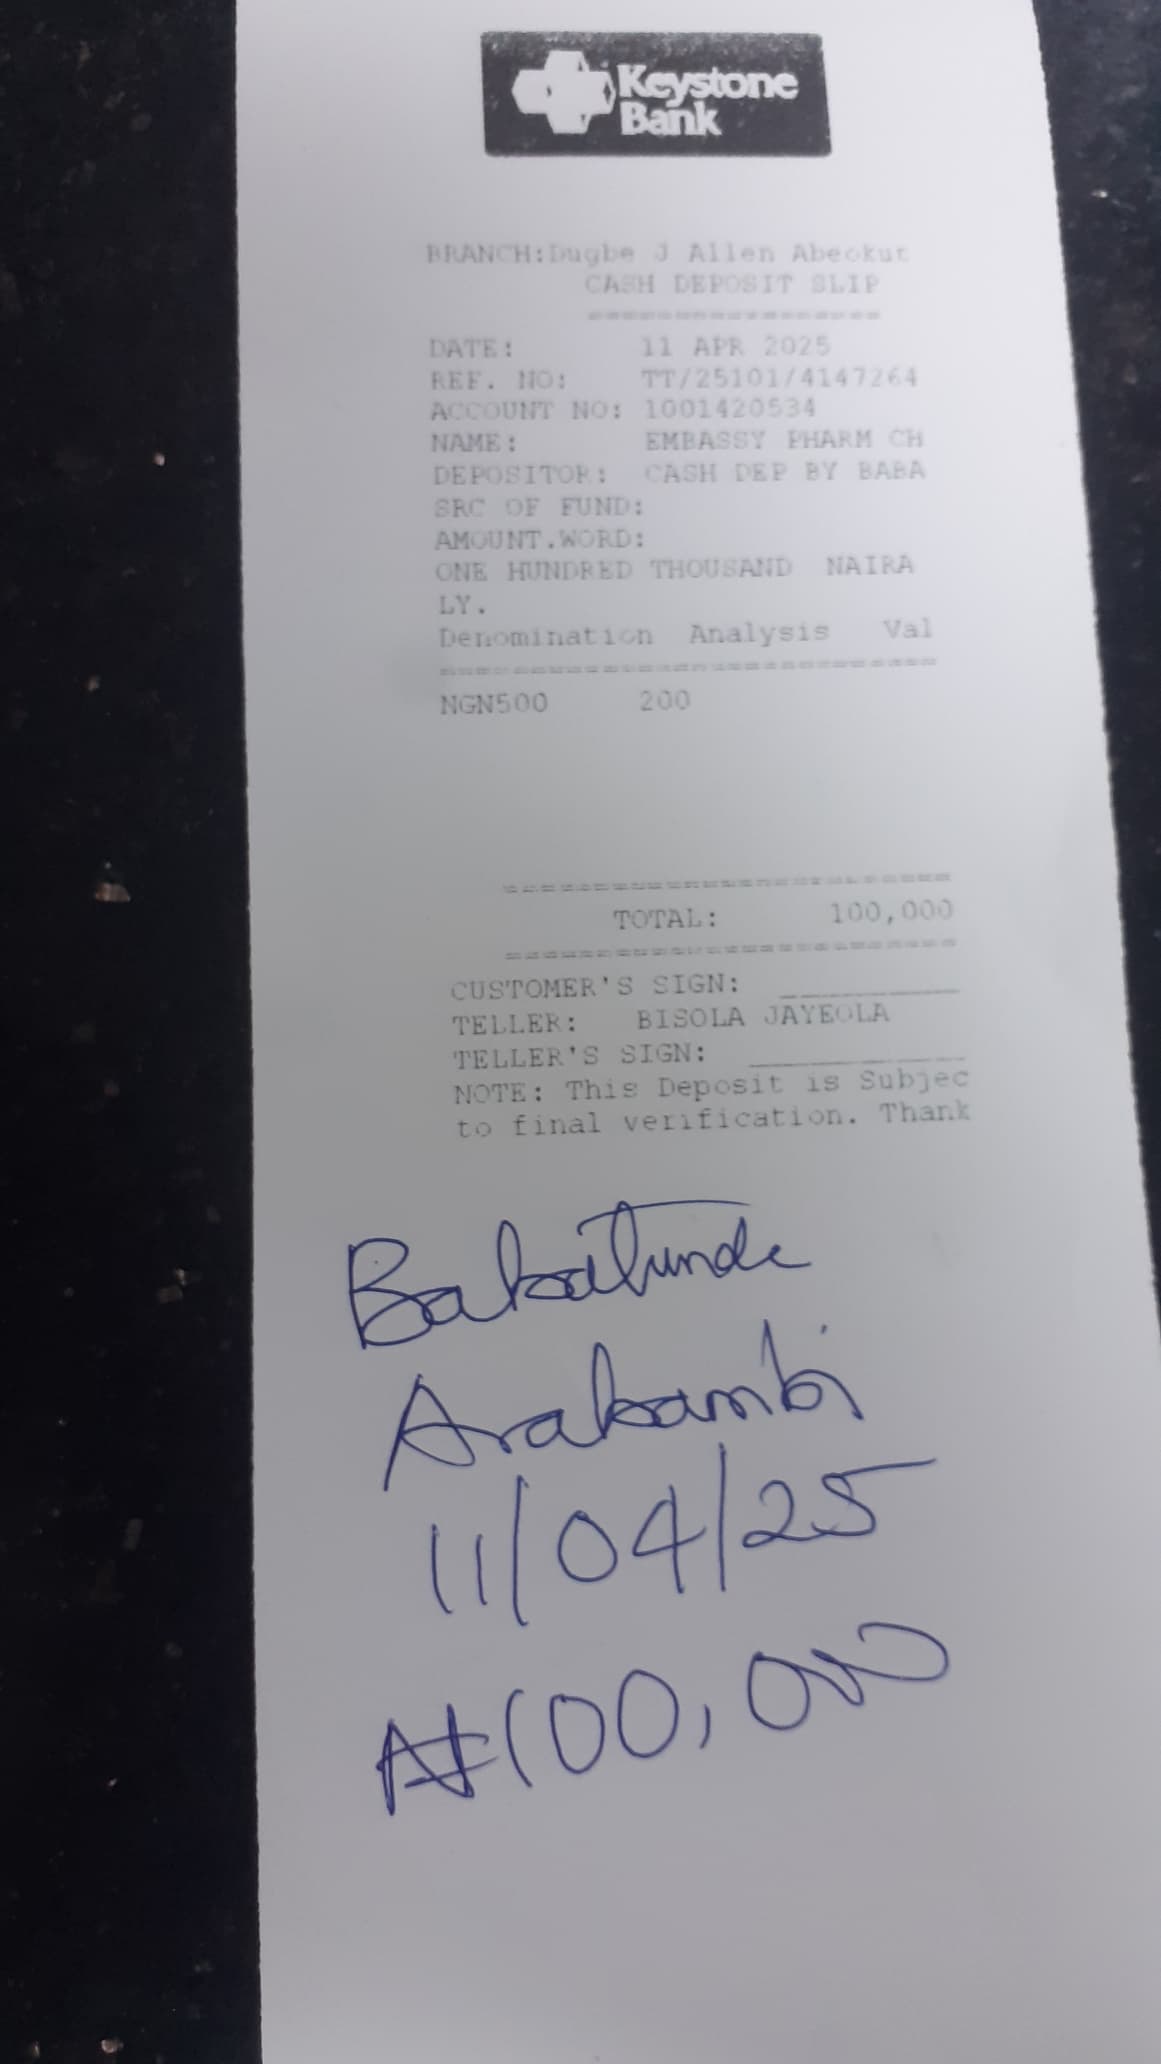 Keystone
Bank
BRANCH:Dugbe J Allen Abeokut
CASH DEPOSIT SLIP
DATE: 11 APR 2025
REF. NO: TT/25101/4147264
ACCOUNT NO: 1001420534
NAME: EMBASSY PHARM CH
DEPOSITOR: CASH DEP BY BABA
SRC OF FUND:
AMOUNT.WORD:
ONE HUNDRED THOUSAND NAIRA
LY.
Denomination Analysis Val
NGN500 200
TOTAL: 100,000
CUSTOMER'S SIGN:
TELLER: BISOLA JAYEOLA
TELLER'S SIGN:
NOTE: This Deposit is Subjec
to final verification. Thank
Babatunde
Arabambi
11/04/25
₦100,000